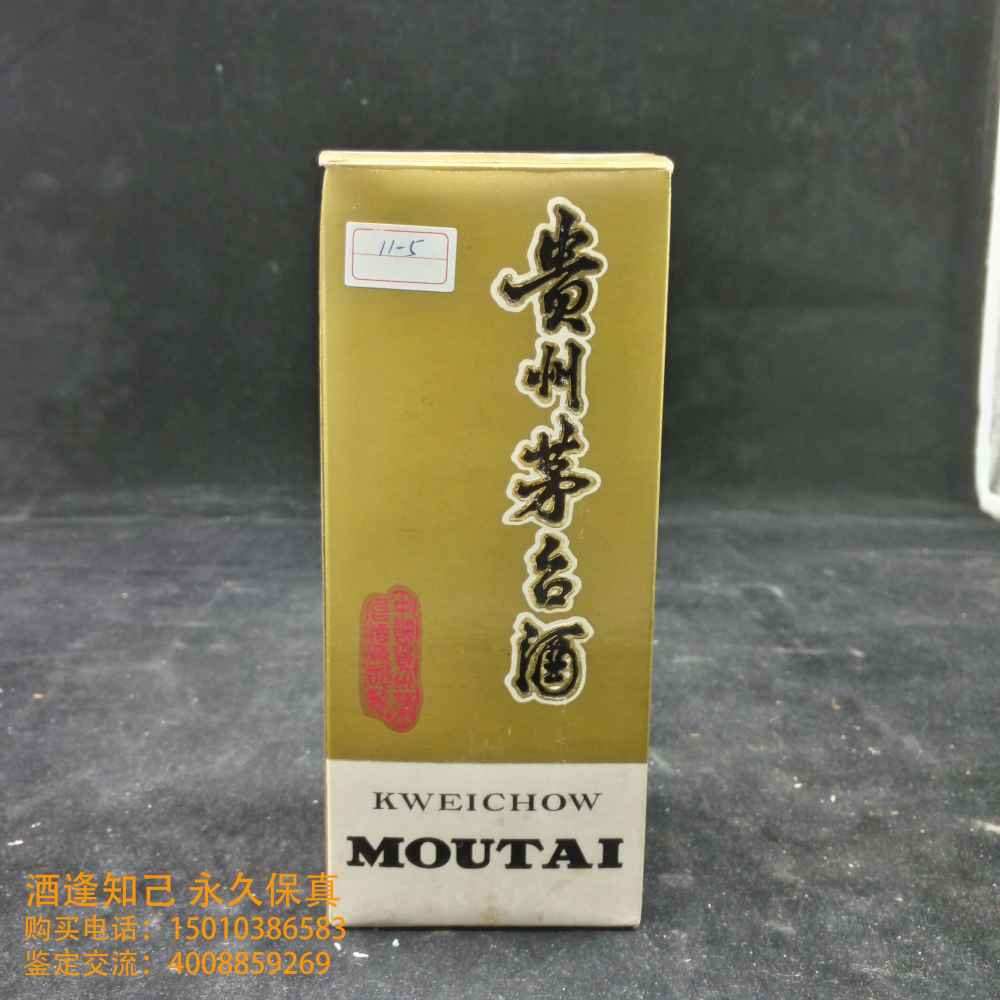 11-5
貴州茅台酒
KWEICHOW
MOUTAI
酒逢知己 永久保真
购买电话：15010386583
鉴定交流：4008859269